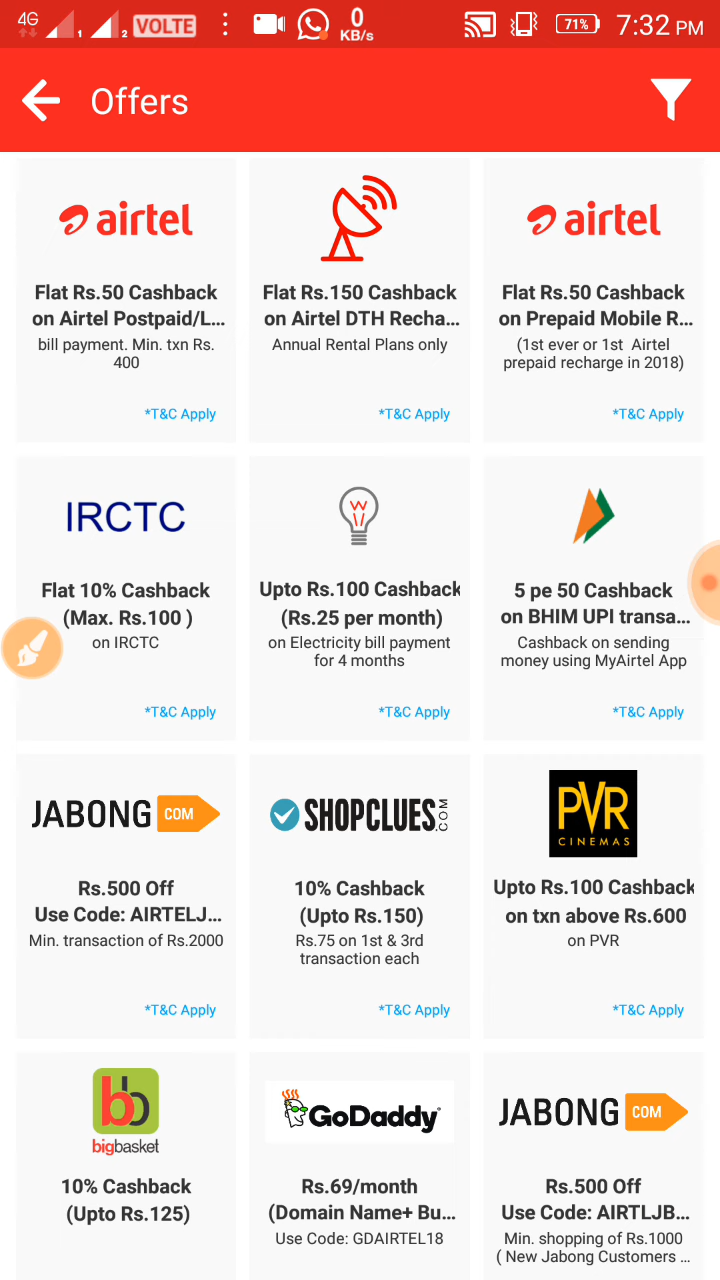 4G 1 2 VOLTE 0 KB/s 71% 7:32 PM
Offers
airtel
Flat Rs.50 Cashback
on Airtel Postpaid/L...
bill payment. Min. txn Rs.
400
*T&C Apply
Flat Rs.150 Cashback
on Airtel DTH Recha...
Annual Rental Plans only
*T&C Apply
airtel
Flat Rs.50 Cashback
on Prepaid Mobile R...
(1st ever or 1st Airtel
prepaid recharge in 2018)
*T&C Apply
IRCTC
Flat 10% Cashback
(Max. Rs.100 )
on IRCTC
*T&C Apply
Upto Rs.100 Cashback
(Rs.25 per month)
on Electricity bill payment
for 4 months
*T&C Apply
5 pe 50 Cashback
on BHIM UPI transa...
Cashback on sending
money using MyAirtel App
*T&C Apply
JABONG COM
Rs.500 Off
Use Code: AIRTELJ...
Min. transaction of Rs.2000
*T&C Apply
SHOPCLUES.COM
10% Cashback
(Upto Rs.150)
Rs.75 on 1st & 3rd
transaction each
*T&C Apply
PVR
CINEMAS
Upto Rs.100 Cashback
on txn above Rs.600
on PVR
*T&C Apply
bb
bigbasket
10% Cashback
(Upto Rs.125)
GoDaddy
Rs.69/month
(Domain Name+ Bu...
Use Code: GDAIRTEL18
JABONG COM
Rs.500 Off
Use Code: AIRTLJB...
Min. shopping of Rs.1000
( New Jabong Customers ...